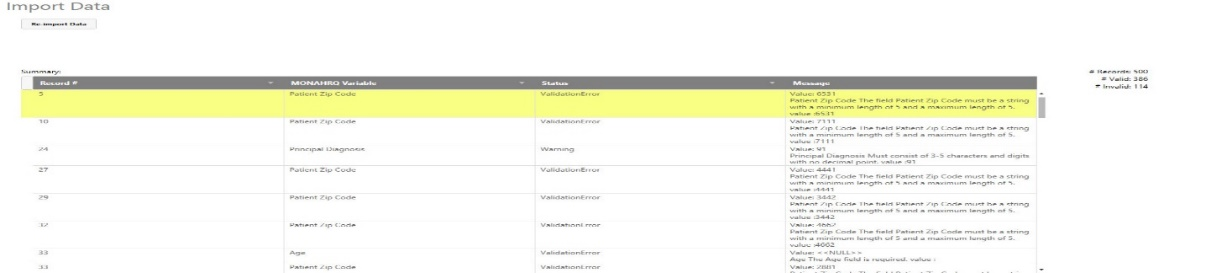 Import Data
Re-import Data
Summary:
# Records: 500
# Valid: 386
# Invalid: 114
Record # MONAHRQ Variable Status Message
5 Patient Zip Code ValidationError Value: 6531
Patient Zip Code The field Patient Zip Code must be a string
with a minimum length of 5 and a maximum length of 5.
value :6531
10 Patient Zip Code ValidationError Value: 7111
Patient Zip Code The field Patient Zip Code must be a string
with a minimum length of 5 and a maximum length of 5.
value :7111
24 Principal Diagnosis Warning Value: 91
Principal Diagnosis Must consist of 3-5 characters and digits
with no decimal point. value :91
27 Patient Zip Code ValidationError Value: 4441
Patient Zip Code The field Patient Zip Code must be a string
with a minimum length of 5 and a maximum length of 5.
value :4441
29 Patient Zip Code ValidationError Value: 3442
Patient Zip Code The field Patient Zip Code must be a string
with a minimum length of 5 and a maximum length of 5.
value :3442
32 Patient Zip Code ValidationError Value: 4662
Patient Zip Code The field Patient Zip Code must be a string
with a minimum length of 5 and a maximum length of 5.
value :4662
33 Age ValidationError Value: <<NULL>>
Age The Age field is required. value :
33 Patient Zip Code ValidationError Value: 2601